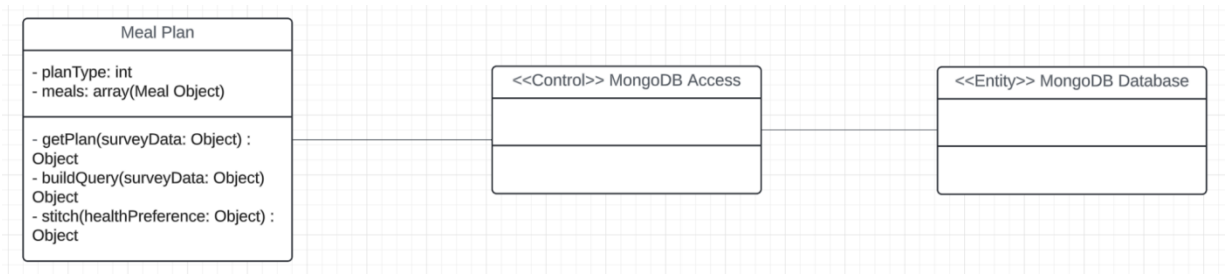 Meal Plan
- planType: int
- meals: array(Meal Object)
- getPlan(surveyData: Object) :
Object
- buildQuery(surveyData: Object)
Object
- stitch(healthPreference: Object) :
Object
<<Control>> MongoDB Access
<<Entity>> MongoDB Database